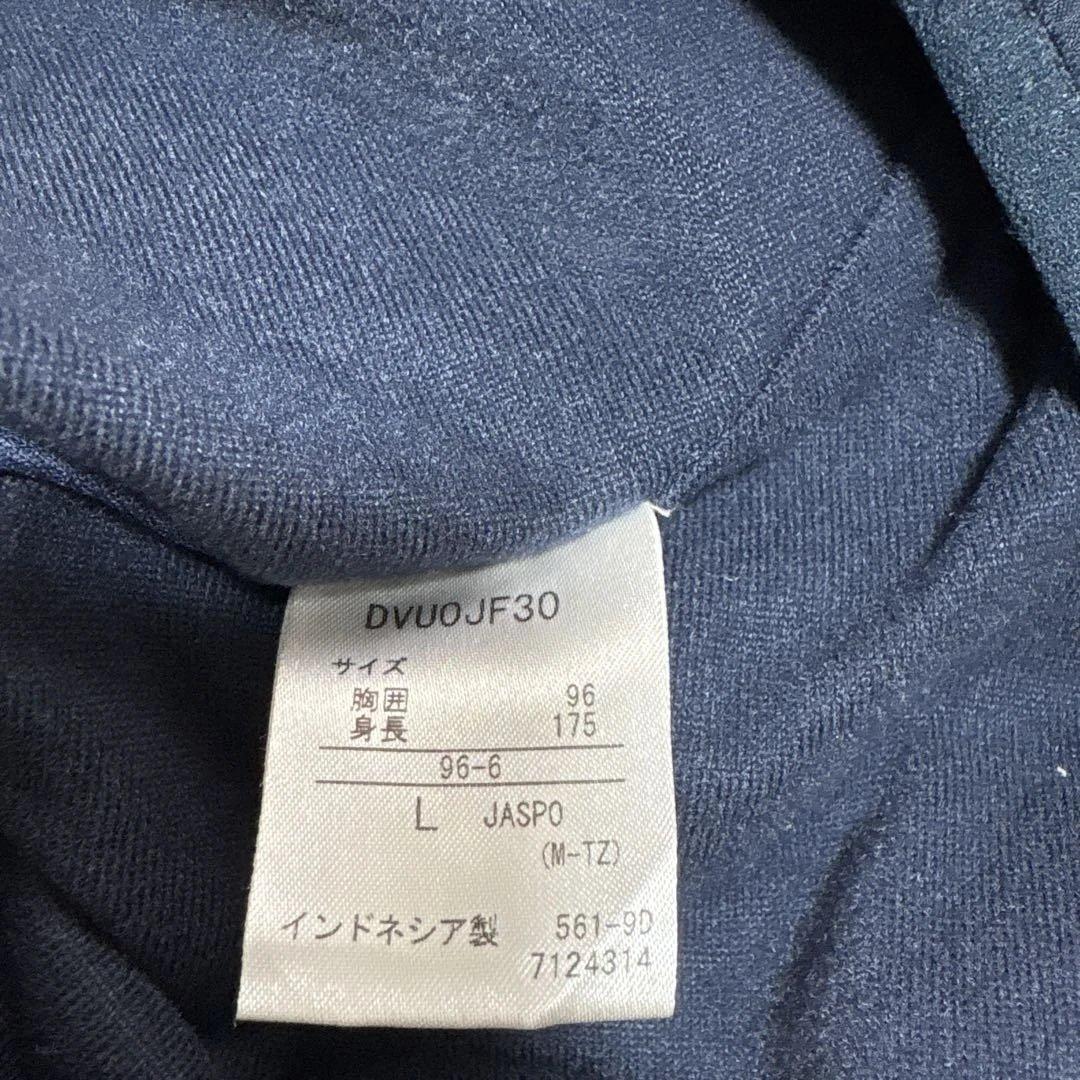 DVUOJF30
サイズ
胸囲 96
身長 175
96-6
L JASPO
(M-TZ)
インドネシア製 561-9D
7124314